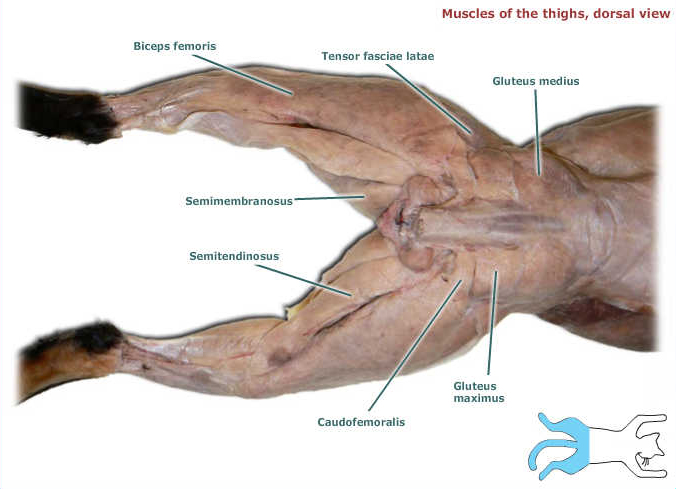 Muscles of the thighs, dorsal view
Biceps femoris
Tensor fasciae latae
Gluteus medius
Semimembranosus
Semitendinosus
Gluteus
maximus
Caudofemoralis